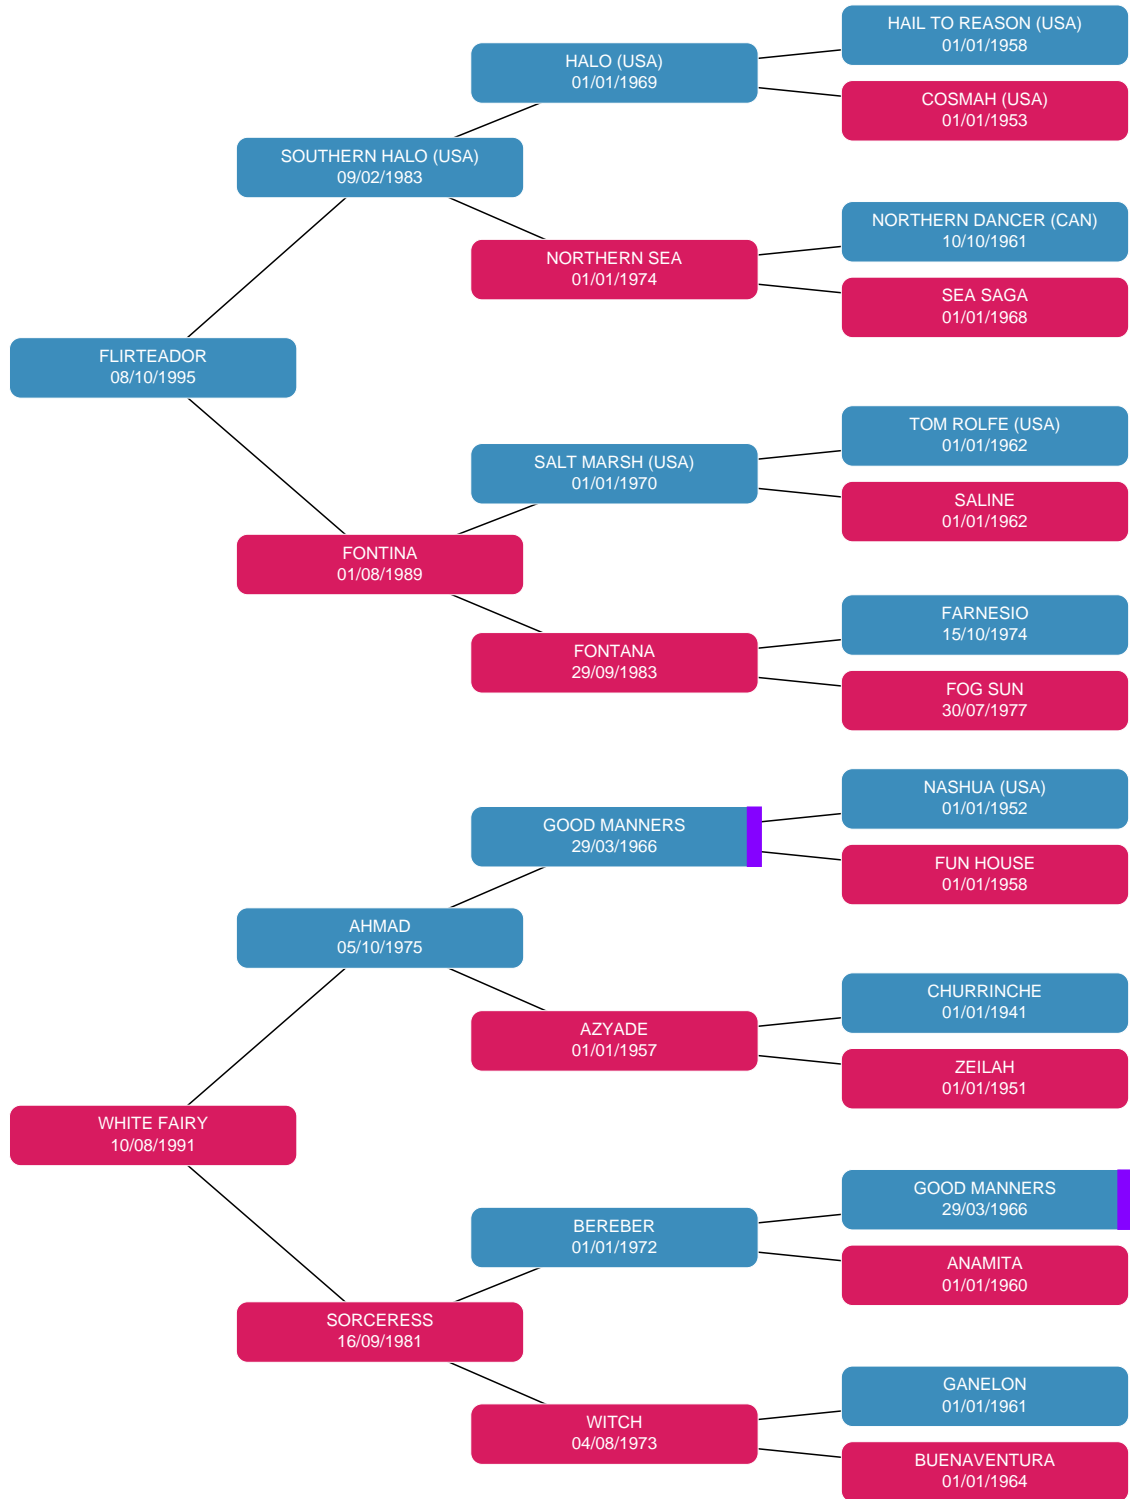 HAIL TO REASON (USA)
01/01/1958
HALO (USA)
01/01/1969
COSMAH (USA)
01/01/1953
SOUTHERN HALO (USA)
09/02/1983
NORTHERN DANCER (CAN)
10/10/1961
NORTHERN SEA
01/01/1974
SEA SAGA
01/01/1968
FLIRTEADOR
08/10/1995
TOM ROLFE (USA)
01/01/1962
SALT MARSH (USA)
01/01/1970
SALINE
01/01/1962
FONTINA
01/08/1989
FARNESIO
15/10/1974
FONTANA
29/09/1983
FOG SUN
30/07/1977
NASHUA (USA)
01/01/1952
GOOD MANNERS
29/03/1966
FUN HOUSE
01/01/1958
AHMAD
05/10/1975
CHURRINCHE
01/01/1941
AZYADE
01/01/1957
ZEILAH
01/01/1951
WHITE FAIRY
10/08/1991
GOOD MANNERS
29/03/1966
BEREBER
01/01/1972
ANAMITA
01/01/1960
SORCERESS
16/09/1981
GANELON
01/01/1961
WITCH
04/08/1973
BUENAVENTURA
01/01/1964